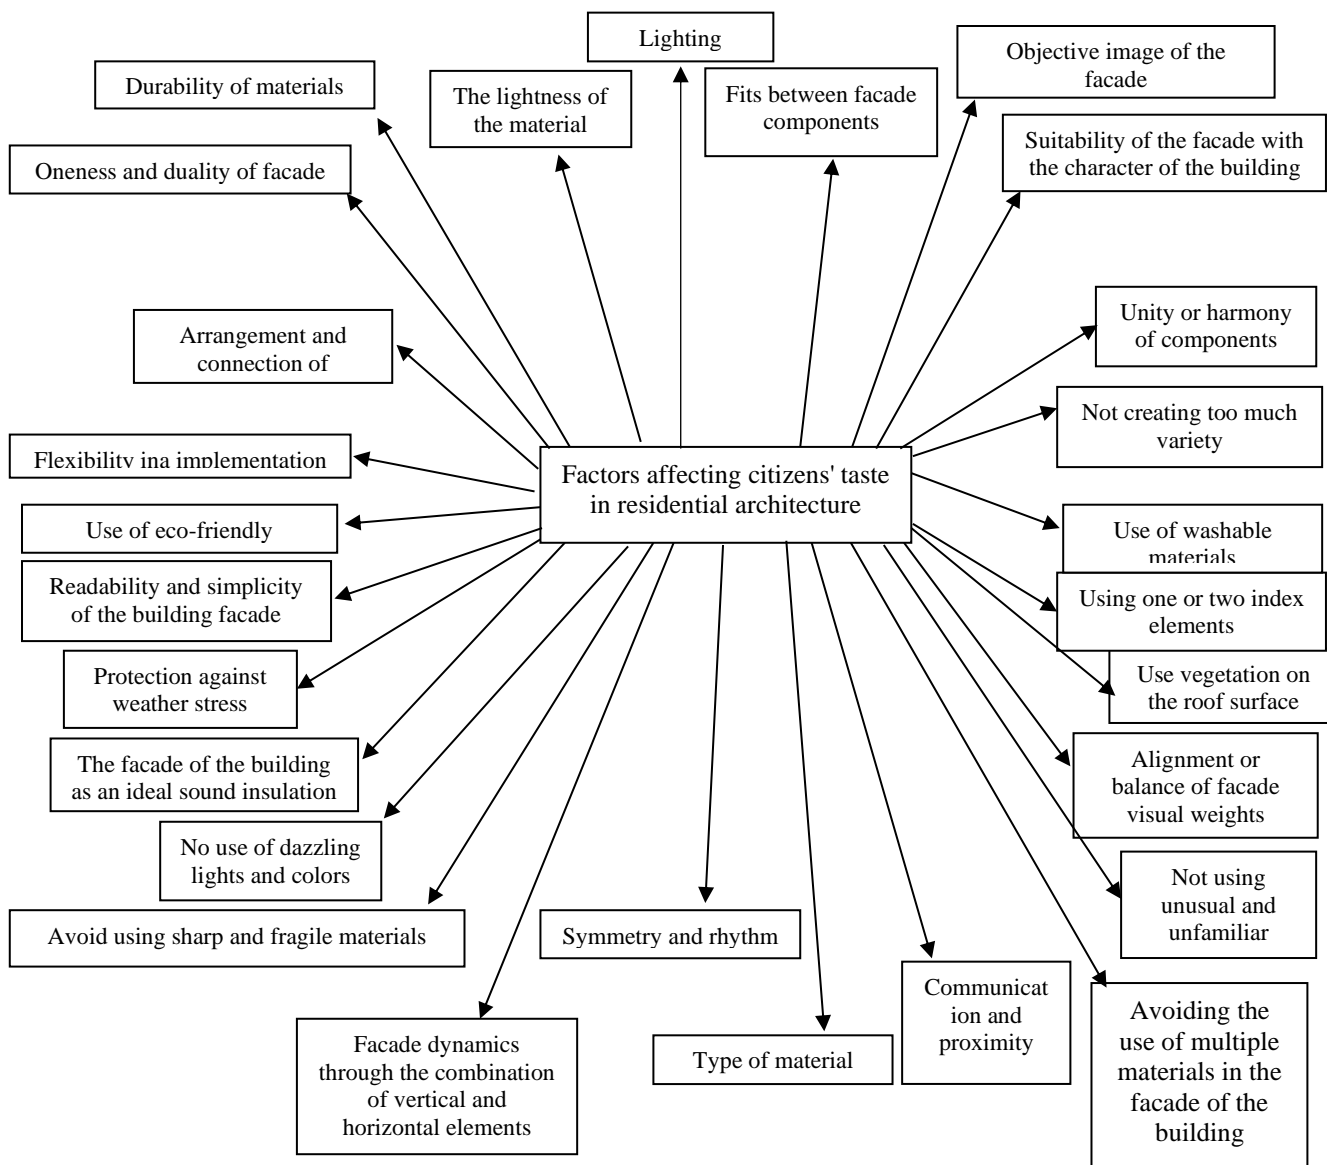 Lighting
Objective image of the
facade
Durability of materials
The lightness of
the material
Fits between facade
components
Suitability of the facade with
the character of the building
Oneness and duality of facade
Arrangement and
connection of
Unity or harmony
of components
Not creating too much
variety
Flexibility ina implementation
Factors affecting citizens' taste
in residential architecture
Use of eco-friendly
Use of washable
materials
Readability and simplicity
of the building facade
Using one or two index
elements
Protection against
weather stress
Use vegetation on
the roof surface
The facade of the building
as an ideal sound insulation
Alignment or
balance of facade
visual weights
No use of dazzling
lights and colors
Not using
unusual and
unfamiliar
Avoid using sharp and fragile materials
Symmetry and rhythm
Communicat
ion and
proximity
Avoiding the
use of multiple
materials in the
facade of the
building
Facade dynamics
through the combination
of vertical and
horizontal elements
Type of material